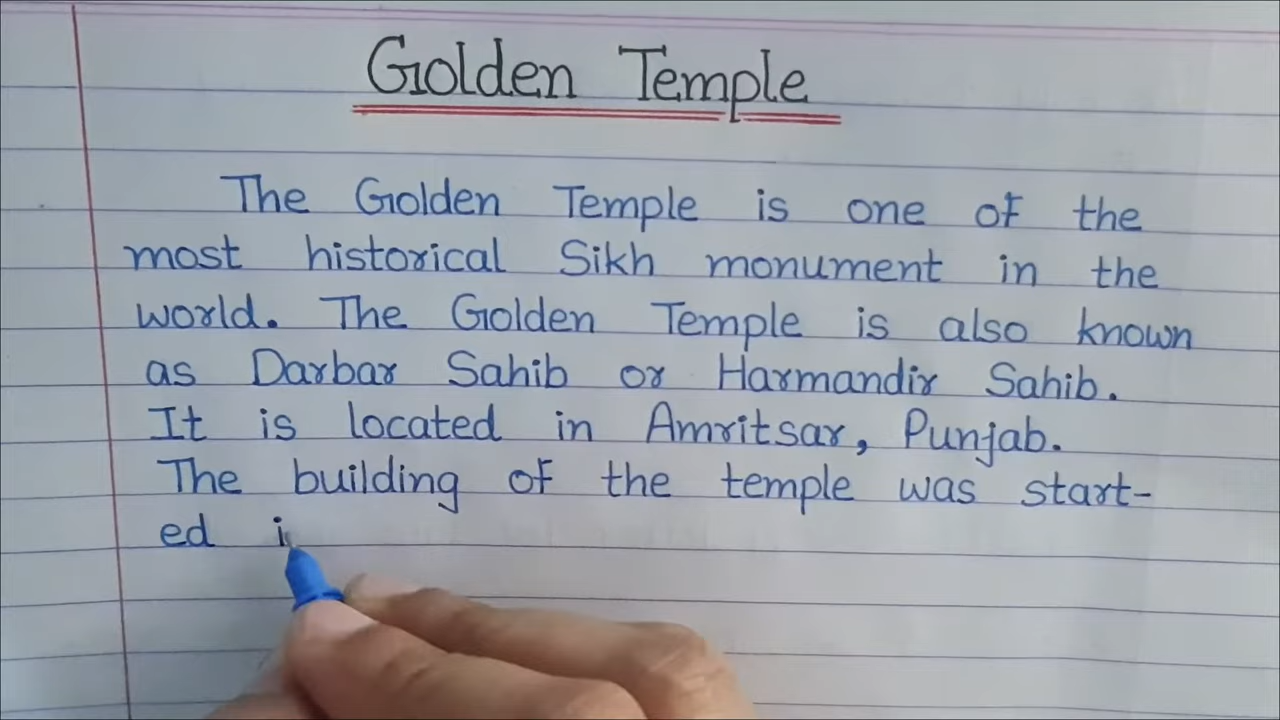 Golden Temple
The Golden Temple is one of the
most historical Sikh monument in the
world. The Golden Temple is also known
as Darbar Sahib or Harmandir Sahib.
It is located in Amritsar, Punjab.
The building of the temple was start-
ed i